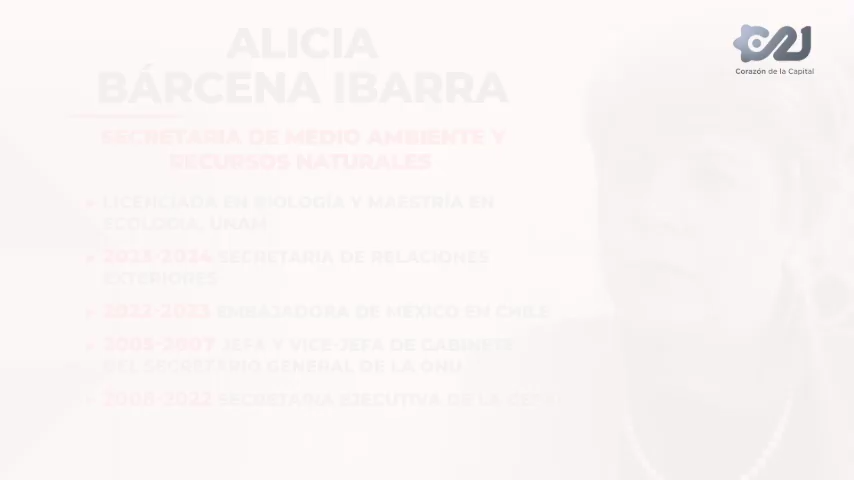 ALICIA
BÁRCENA IBARRA
SECRETARIA DE MEDIO AMBIENTE Y
RECURSOS NATURALES
LICENCIADA EN BIOLOGÍA Y MAESTRÍA EN
ECOLOGÍA, UNAM
2023-2024 SECRETARIA DE RELACIONES
EXTERIORES
2022-2023 EMBAJADORA DE MÉXICO EN CHILE
JEFA Y VICE-JEFA DE GABINETE
DEL SECRETARIO GENERAL DE LA ONU
2008-2022 SECRETARIA EJECUTIVA DE LA CEPAL
Corazón de la Capital